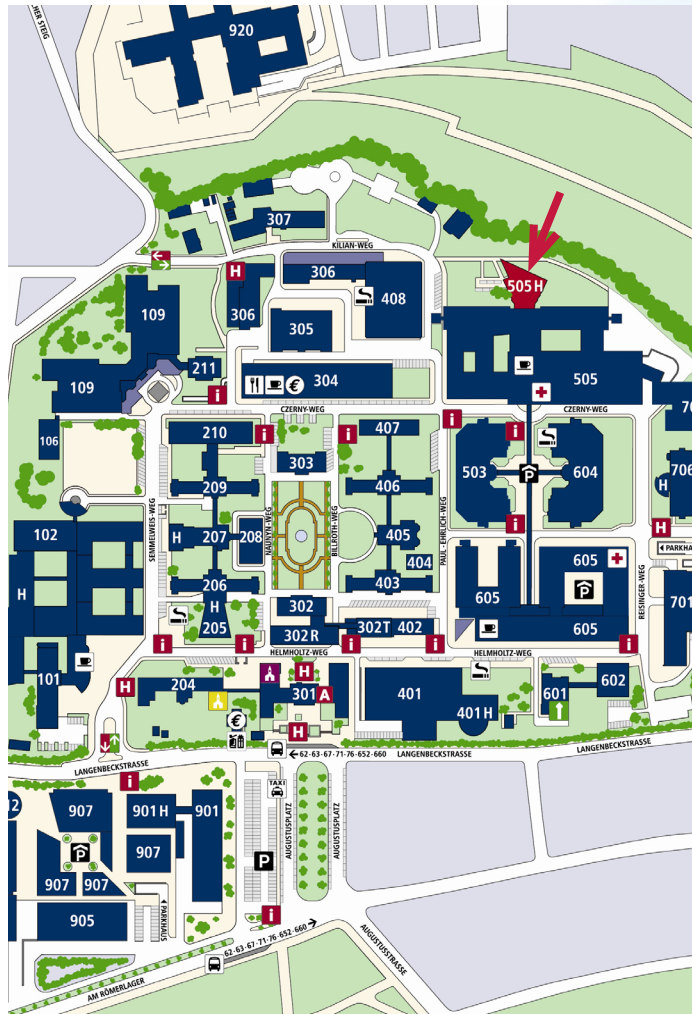 CHER STEIG
920
307
KILIAN-WEG
H
306
306
408
505 H
109
305
211
304
€
505
109
i
CZERNY-WEG
CZERNY-WEG
i
70
106
210
i
i
407
i
303
503
604
706
H
209
406
P
SEMMELWEIS-WEG
NAUNYN-WEG
BILLROTH-WEG
PAUL-EHRLICH-WEG
i
H
102
H
207
208
405
404
605
PARKHA
H
206
403
605
P
REISINGER-WEG
701
H
205
302
302 R
302T
402
605
i
i
i
i
i
HELMHOLTZ-WEG
HELMHOLTZ-WEG
101
H
204
H
301
A
401
401 H
601
602
€
H
62-63-67-71-76-652-660
LANGENBECKSTRASSE
LANGENBECKSTRASSE
LANGENBECKSTRASSE
i
TAXI
12
907
901 H
901
AUGUSTUSPLATZ
AUGUSTUSPLATZ
P
907
P
907
907
PARKHAUS
905
i
62-63-67-71-76-652-660
AUGUSTUSSTRASSE
AM RÖMERLAGER